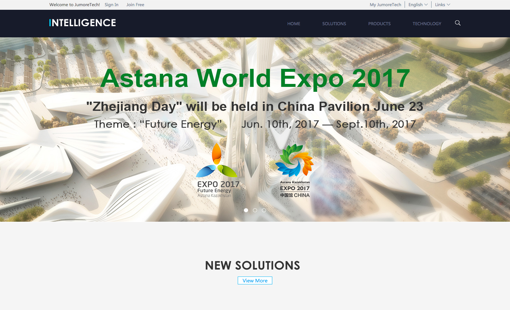 Welcome to JumoreTech! Sign In Join Free My JumoreTech English Links
INTELLIGENCE HOME SOLUTIONS PRODUCTS TECHNOLOGY
Astana World Expo 2017
"Zhejiang Day" will be held in China Pavilion June 23
Theme : “Future Energy” Jun. 10th, 2017 — Sept.10th, 2017
EXPO 2017
Future Energy
Astana Kazakhstan
Astana Kazakhstan
EXPO 2017
中国馆 CHINA
NEW SOLUTIONS
View More